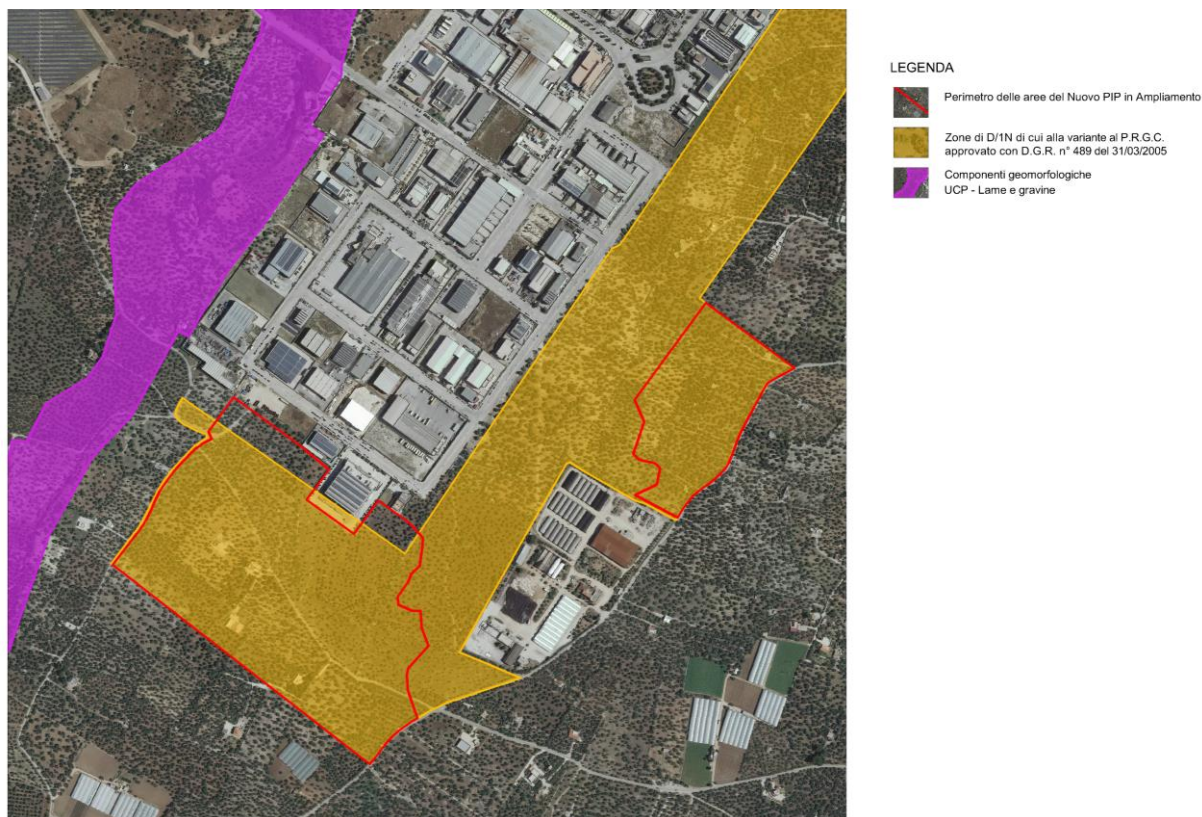 LEGENDA
Perimetro delle aree del Nuovo PIP in Ampliamento
Zone di D/1N di cui alla variante al P.R.G.C.
approvato con D.G.R. n° 489 del 31/03/2005
Componenti geomorfologiche
UCP - Lame e gravine